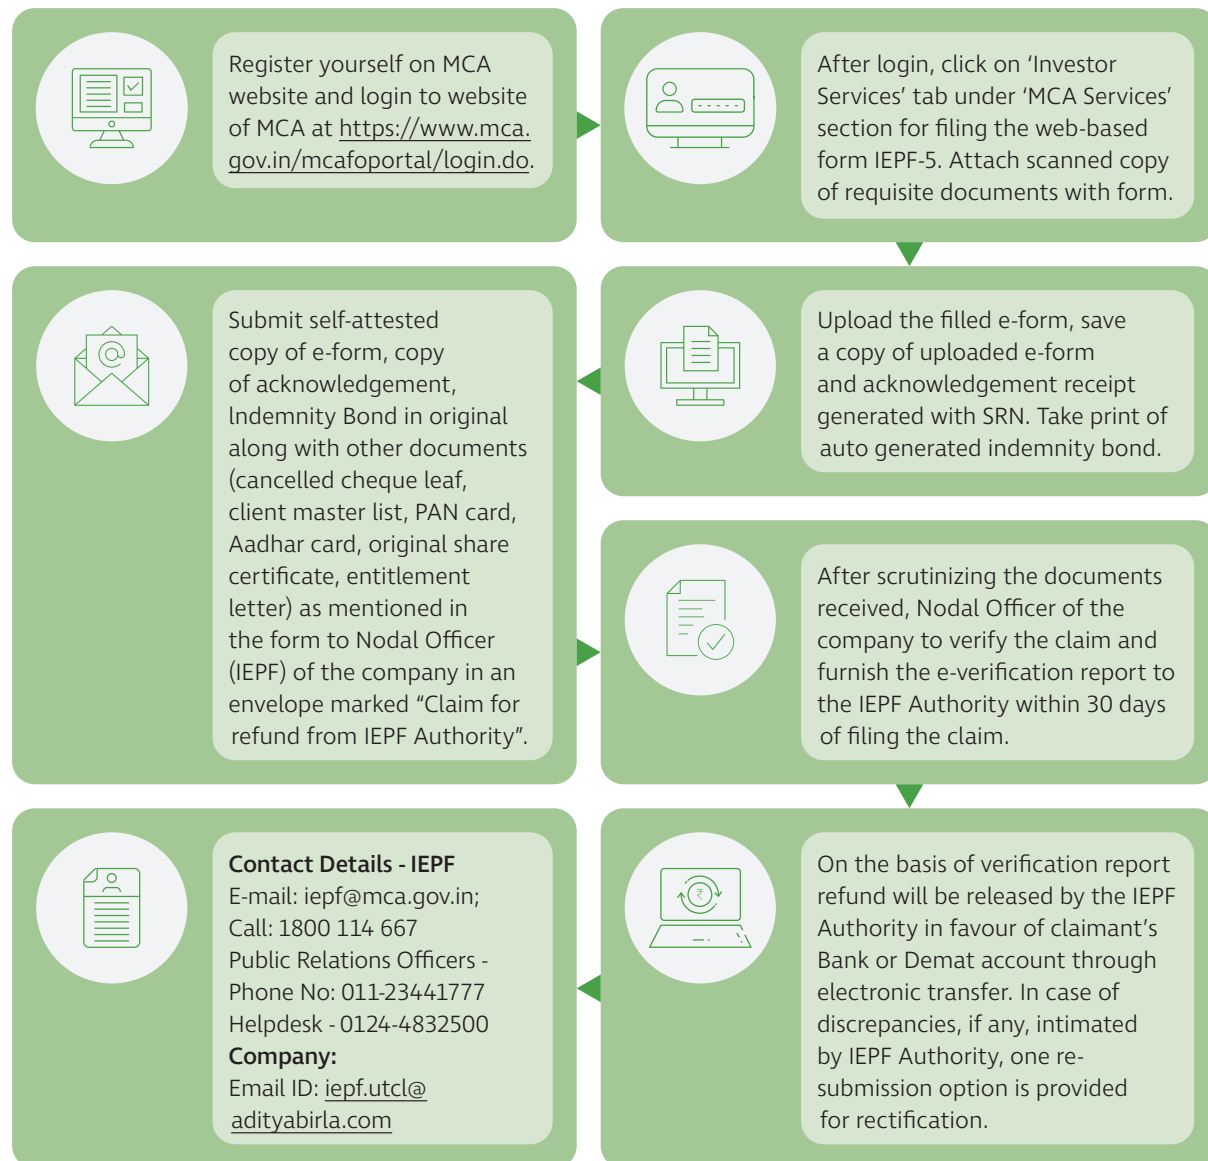 Register yourself on MCA
website and login to website
of MCA at https://www.mca.
gov.in/mcafoportal/login.do.
After login, click on ‘Investor
Services’ tab under ‘MCA Services’
section for filing the web-based
form IEPF-5. Attach scanned copy
of requisite documents with form.
Upload the filled e-form, save
a copy of uploaded e-form
and acknowledgement receipt
generated with SRN. Take print of
auto generated indemnity bond.
Submit self-attested
copy of e-form, copy
of acknowledgement,
Indemnity Bond in original
along with other documents
(cancelled cheque leaf,
client master list, PAN card,
Aadhar card, original share
certificate, entitlement
letter) as mentioned in
the form to Nodal Officer
(IEPF) of the company in an
envelope marked “Claim for
refund from IEPF Authority”.
After scrutinizing the documents
received, Nodal Officer of the
company to verify the claim and
furnish the e-verification report to
the IEPF Authority within 30 days
of filing the claim.
₹
On the basis of verification report
refund will be released by the IEPF
Authority in favour of claimant’s
Bank or Demat account through
electronic transfer. In case of
discrepancies, if any, intimated
by IEPF Authority, one re-
submission option is provided
for rectification.
Contact Details - IEPF
E-mail: iepf@mca.gov.in;
Call: 1800 114 667
Public Relations Officers -
Phone No: 011-23441777
Helpdesk - 0124-4832500
Company:
Email ID: iepf.utcl@
adityabirla.com